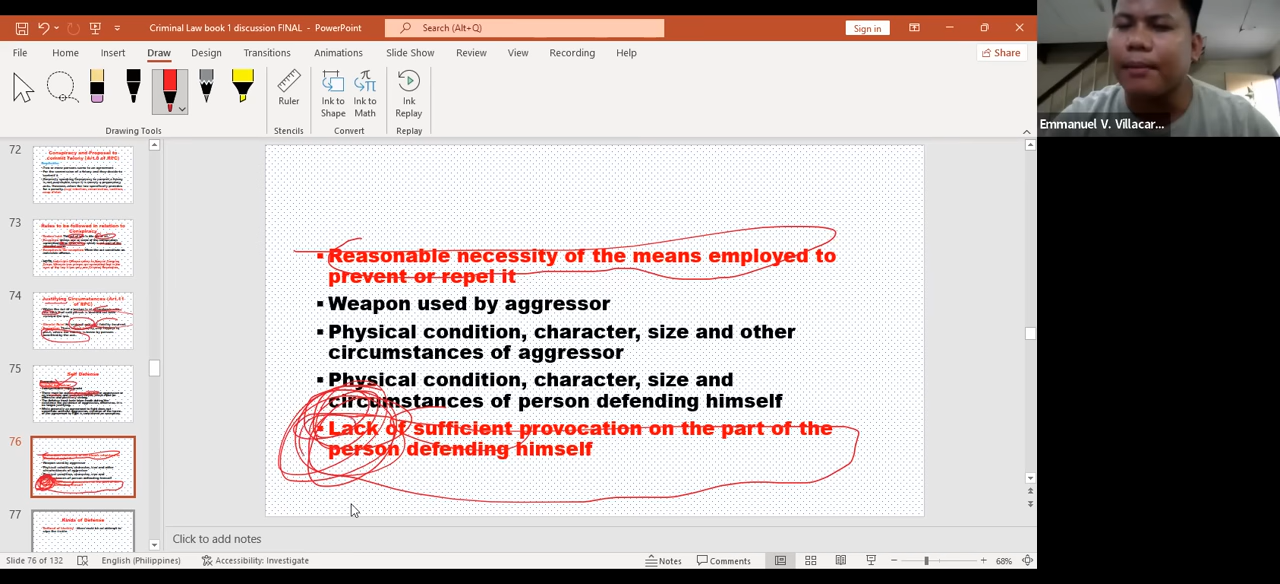 Criminal Law book 1 discussion FINAL - PowerPoint
Search (Alt+Q)
Sign in
File Home Insert Draw Design Transitions Animations Slide Show Review View Recording Help
Share
Ruler
Ink to Shape
Ink to Math
Ink Replay
Drawing Tools
Stencils
Convert
Replay
Emmanuel V. Villacar...
72
Conspiracy and Proposal to
commit Felony (Art.8 of RPC)
73
Rules to be followed in relation to
Conspiracy
74
Justifying Circumstances (Art.11
of RPC)
75
Self Defense
76
77
Kinds of Defense
▪ Reasonable necessity of the means employed to
prevent or repel it
▪ Weapon used by aggressor
▪ Physical condition, character, size and other
circumstances of aggressor
▪ Physical condition, character, size and
circumstances of person defending himself
▪ Lack of sufficient provocation on the part of the
person defending himself
Click to add notes
Slide 76 of 132
English (Philippines)
Accessibility: Investigate
Notes
Comments
68%